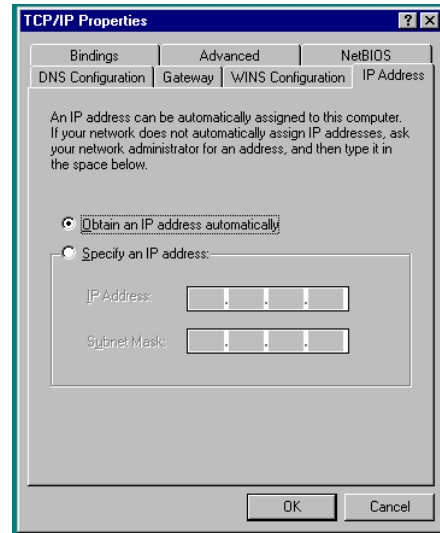 TCP/IP Properties
Bindings Advanced NetBIOS
DNS Configuration Gateway WINS Configuration IP Address
An IP address can be automatically assigned to this computer.
If your network does not automatically assign IP addresses, ask
your network administrator for an address, and then type it in
the space below.
Obtain an IP address automatically
Specify an IP address:
IP Address:
. . .
Subnet Mask:
. . .
OK Cancel